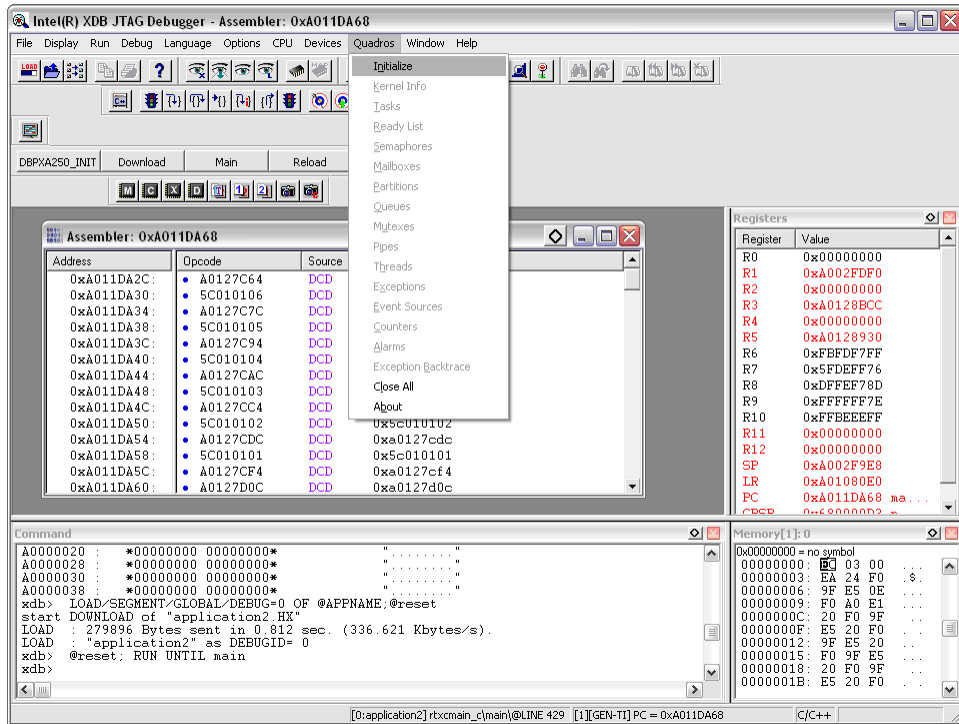 Intel(R) XDB JTAG Debugger - Assembler: 0xA011DA68
File Display Run Debug Language Options CPU Devices Quadros Window Help
LOAD
DBPXA250_INIT Download Main Reload
M C X D
Initialize
Kernel Info
Tasks
Ready List
Semaphores
Mailboxes
Partitions
Queues
Mutexes
Pipes
Threads
Exceptions
Event Sources
Counters
Alarms
Exception Backtrace
Close All
About
Assembler: 0xA011DA68
Address Opcode Source
0xA011DA2C: A0127C64 DCD
0xA011DA30: 5C010106 DCD
0xA011DA34: A0127C7C DCD
0xA011DA38: 5C010105 DCD
0xA011DA3C: A0127C94 DCD
0xA011DA40: 5C010104 DCD
0xA011DA44: A0127CAC DCD
0xA011DA48: 5C010103 DCD
0xA011DA4C: A0127CC4 DCD
0xA011DA50: 5C010102 DCD 0x5c010102
0xA011DA54: A0127CDC DCD 0xa0127cdc
0xA011DA58: 5C010101 DCD 0x5c010101
0xA011DA5C: A0127CF4 DCD 0xa0127cf4
0xA011DA60: A0127D0C DCD 0xa0127d0c
Registers
Register Value
R0 0x00000000
R1 0xA002FDF0
R2 0x00000000
R3 0xA0128BCC
R4 0x00000000
R5 0xA0128930
R6 0xFBFDF7FF
R7 0x5FDEFF76
R8 0xDFFEF78D
R9 0xFFFFFF7E
R10 0xFFBEEEFF
R11 0x00000000
R12 0x00000000
SP 0xA002F9E8
LR 0xA01080E0
PC 0xA011DA68 ma...
Command
A0000020 : *00000000 00000000* "........"
A0000028 : *00000000 00000000* "........"
A0000030 : *00000000 00000000* "........"
A0000038 : *00000000 00000000* "........"
xdb> LOAD/SEGMENT/GLOBAL/DEBUG=0 OF @APPNAME;@reset
start DOWNLOAD of "application2.HX"
LOAD : 279896 Bytes sent in 0.812 sec. (336.621 Kbytes/s).
LOAD : "application2" as DEBUGID= 0
xdb> @reset; RUN UNTIL main
xdb>
Memory[1]: 0
0x00000000 = no symbol
00000000: DC 03 00 ...
00000003: EA 24 F0 .$.
00000006: 9F E5 0E ...
00000009: F0 A0 E1 ...
0000000C: 20 F0 9F ..
0000000F: E5 20 F0 . .
00000012: 9F E5 20 ..
00000015: F0 9F E5 ...
00000018: 20 F0 9F ..
0000001B: E5 20 F0 . .
[0:application2] rtxcmain_c\main\@LINE 429 [1][GEN-TI] PC = 0xA011DA68 C/C++